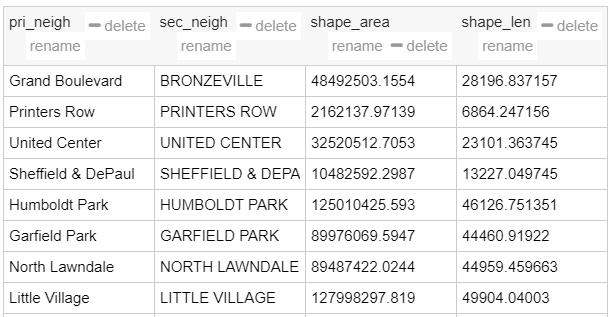 pri_neigh delete sec_neigh delete shape_area shape_len delete
rename rename rename delete rename
Grand Boulevard BRONZEVILLE 48492503.1554 28196.837157
Printers Row PRINTERS ROW 2162137.97139 6864.247156
United Center UNITED CENTER 32520512.7053 23101.363745
Sheffield & DePaul SHEFFIELD & DEPA 10482592.2987 13227.049745
Humboldt Park HUMBOLDT PARK 125010425.593 46126.751351
Garfield Park GARFIELD PARK 89976069.5947 44460.91922
North Lawndale NORTH LAWNDALE 89487422.0244 44959.459663
Little Village LITTLE VILLAGE 127998297.819 49904.04003